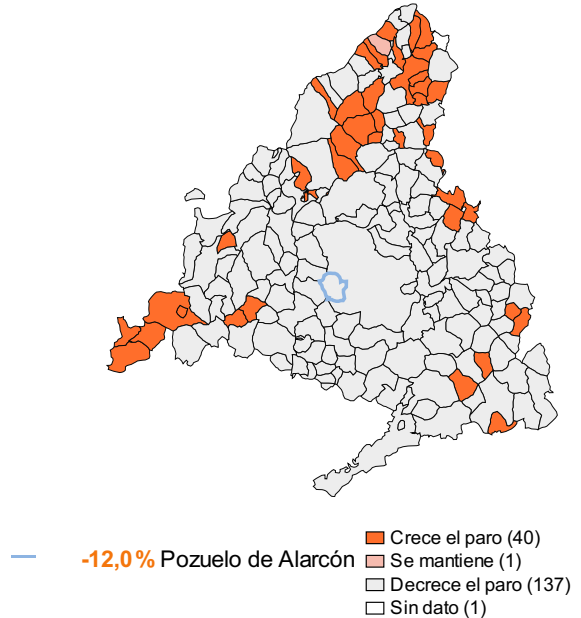 -12,0% Pozuelo de Alarcón
Crece el paro (40)
Se mantiene (1)
Decrece el paro (137)
Sin dato (1)